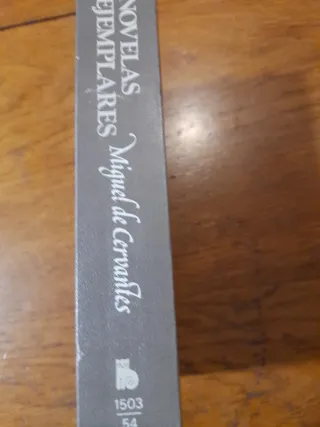 NOVELAS
EJEMPLARES
Miguel de Cervantes
1503
54